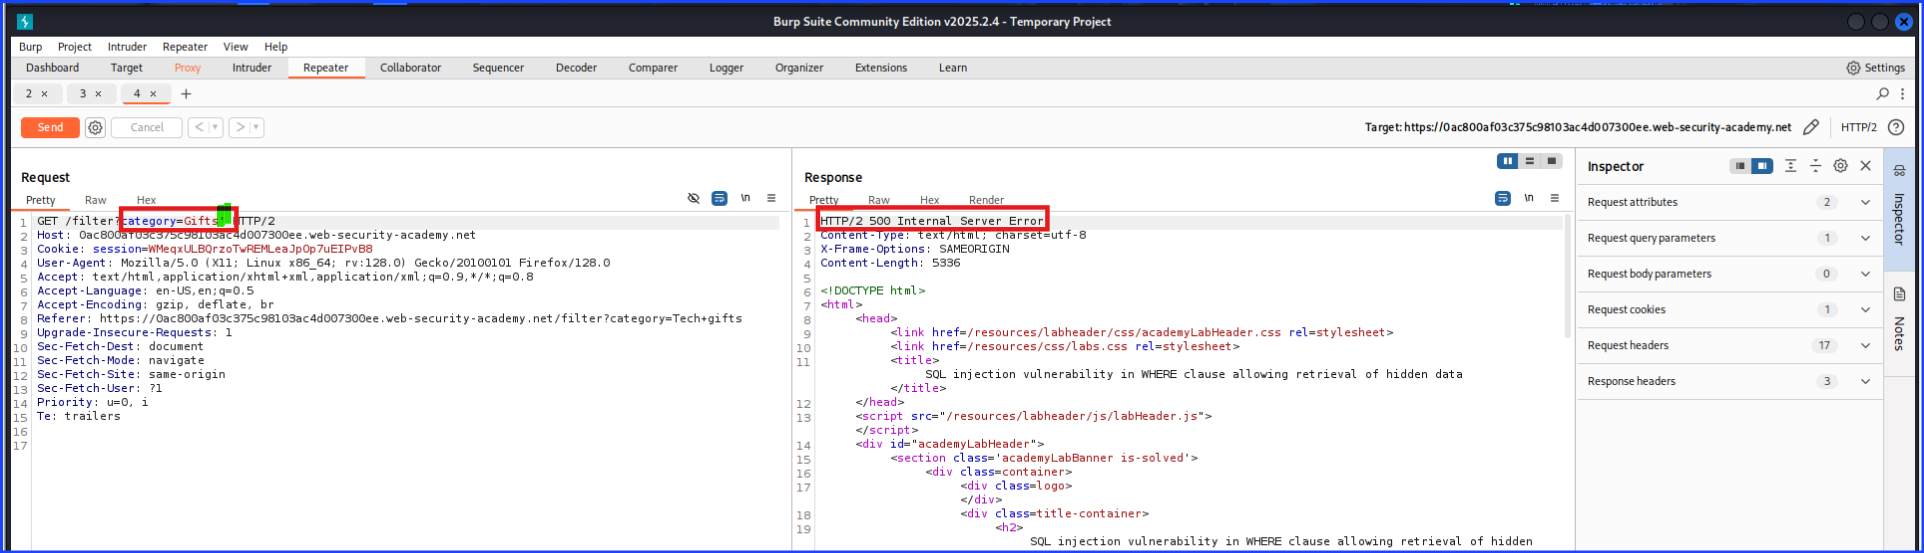 Burp Suite Community Edition v2025.2.4 - Temporary Project
Burp Project Intruder Repeater View Help
Dashboard Target Proxy Intruder Repeater Collaborator Sequencer Decoder Comparer Logger Organizer Extensions Learn Settings
2 × 3 × 4 × +
Send Cancel < > Target: https://0ac800af03c375c98103ac4d007300ee.web-security-academy.net HTTP/2
Request
Pretty Raw Hex \n
1 GET /filter?category=Gifts' HTTP/2
2 Host: 0ac800af03c375c98103ac4d007300ee.web-security-academy.net
3 Cookie: session=WMeqxULBQrzoTwREMLeaJpOp7uEIPvB8
4 User-Agent: Mozilla/5.0 (X11; Linux x86_64; rv:128.0) Gecko/20100101 Firefox/128.0
5 Accept: text/html,application/xhtml+xml,application/xml;q=0.9,*/*;q=0.8
6 Accept-Language: en-US,en;q=0.5
7 Accept-Encoding: gzip, deflate, br
8 Referer: https://0ac800af03c375c98103ac4d007300ee.web-security-academy.net/filter?category=Tech+gifts
9 Upgrade-Insecure-Requests: 1
10 Sec-Fetch-Dest: document
11 Sec-Fetch-Mode: navigate
12 Sec-Fetch-Site: same-origin
13 Sec-Fetch-User: ?1
14 Priority: u=0, i
15 Te: trailers
16
17
Response
Pretty Raw Hex Render \n
1 HTTP/2 500 Internal Server Error
2 Content-Type: text/html; charset=utf-8
3 X-Frame-Options: SAMEORIGIN
4 Content-Length: 5336
5
6 <!DOCTYPE html>
7 <html>
8 <head>
9 <link href=/resources/labheader/css/academyLabHeader.css rel=stylesheet>
10 <link href=/resources/css/labs.css rel=stylesheet>
11 <title>
SQL injection vulnerability in WHERE clause allowing retrieval of hidden data
</title>
12 </head>
13 <script src="/resources/labheader/js/labHeader.js">
</script>
14 <div id="academyLabHeader">
15 <section class='academyLabBanner is-solved'>
16 <div class=container>
17 <div class=logo>
</div>
18 <div class=title-container>
19 <h2>
SQL injection vulnerability in WHERE clause allowing retrieval of hidden
Inspector
Request attributes 2
Request query parameters 1
Request body parameters 0
Request cookies 1
Request headers 17
Response headers 3
Inspector
Notes